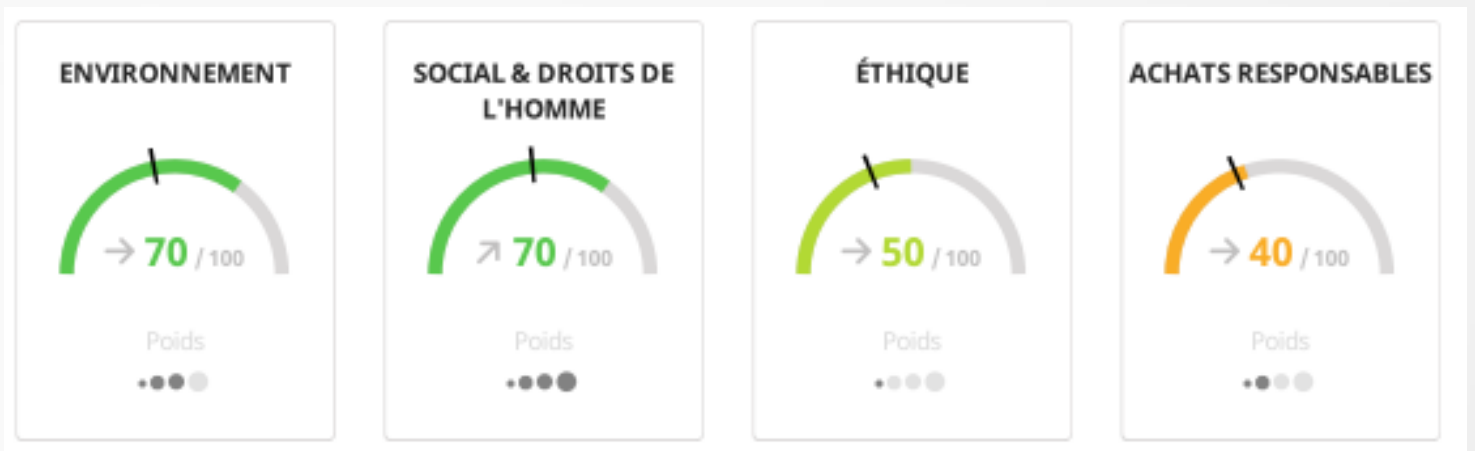 ENVIRONNEMENT
→ 70 / 100
Poids
SOCIAL & DROITS DE
L'HOMME
↗ 70 / 100
Poids
ÉTHIQUE
→ 50 / 100
Poids
ACHATS RESPONSABLES
→ 40 / 100
Poids